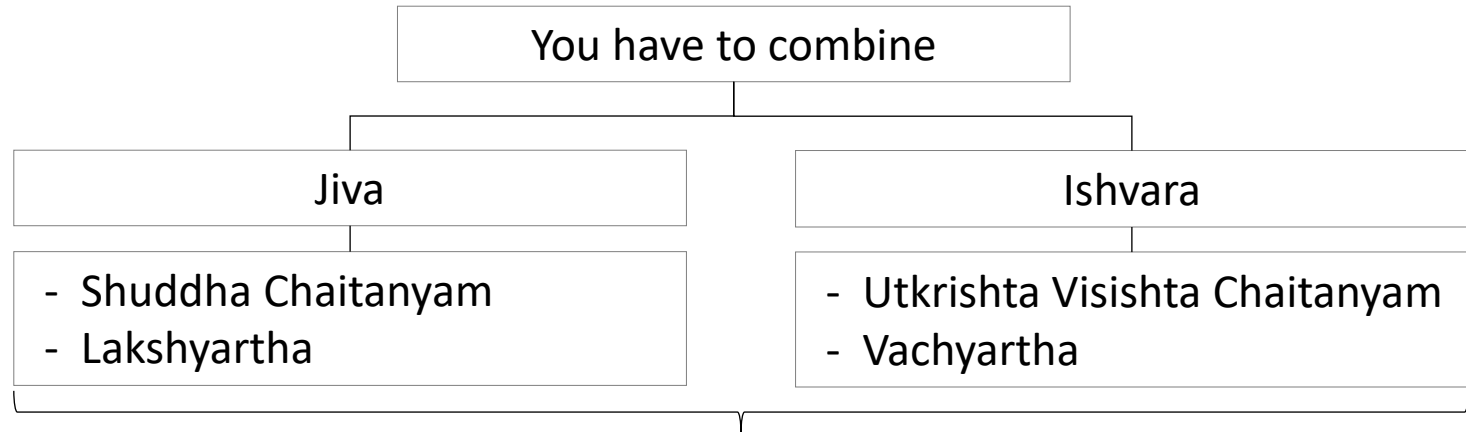 You have to combine
Jiva
Ishvara
- Shuddha Chaitanyam
- Lakshyartha
- Utkrishta Visishta Chaitanyam
- Vachyartha